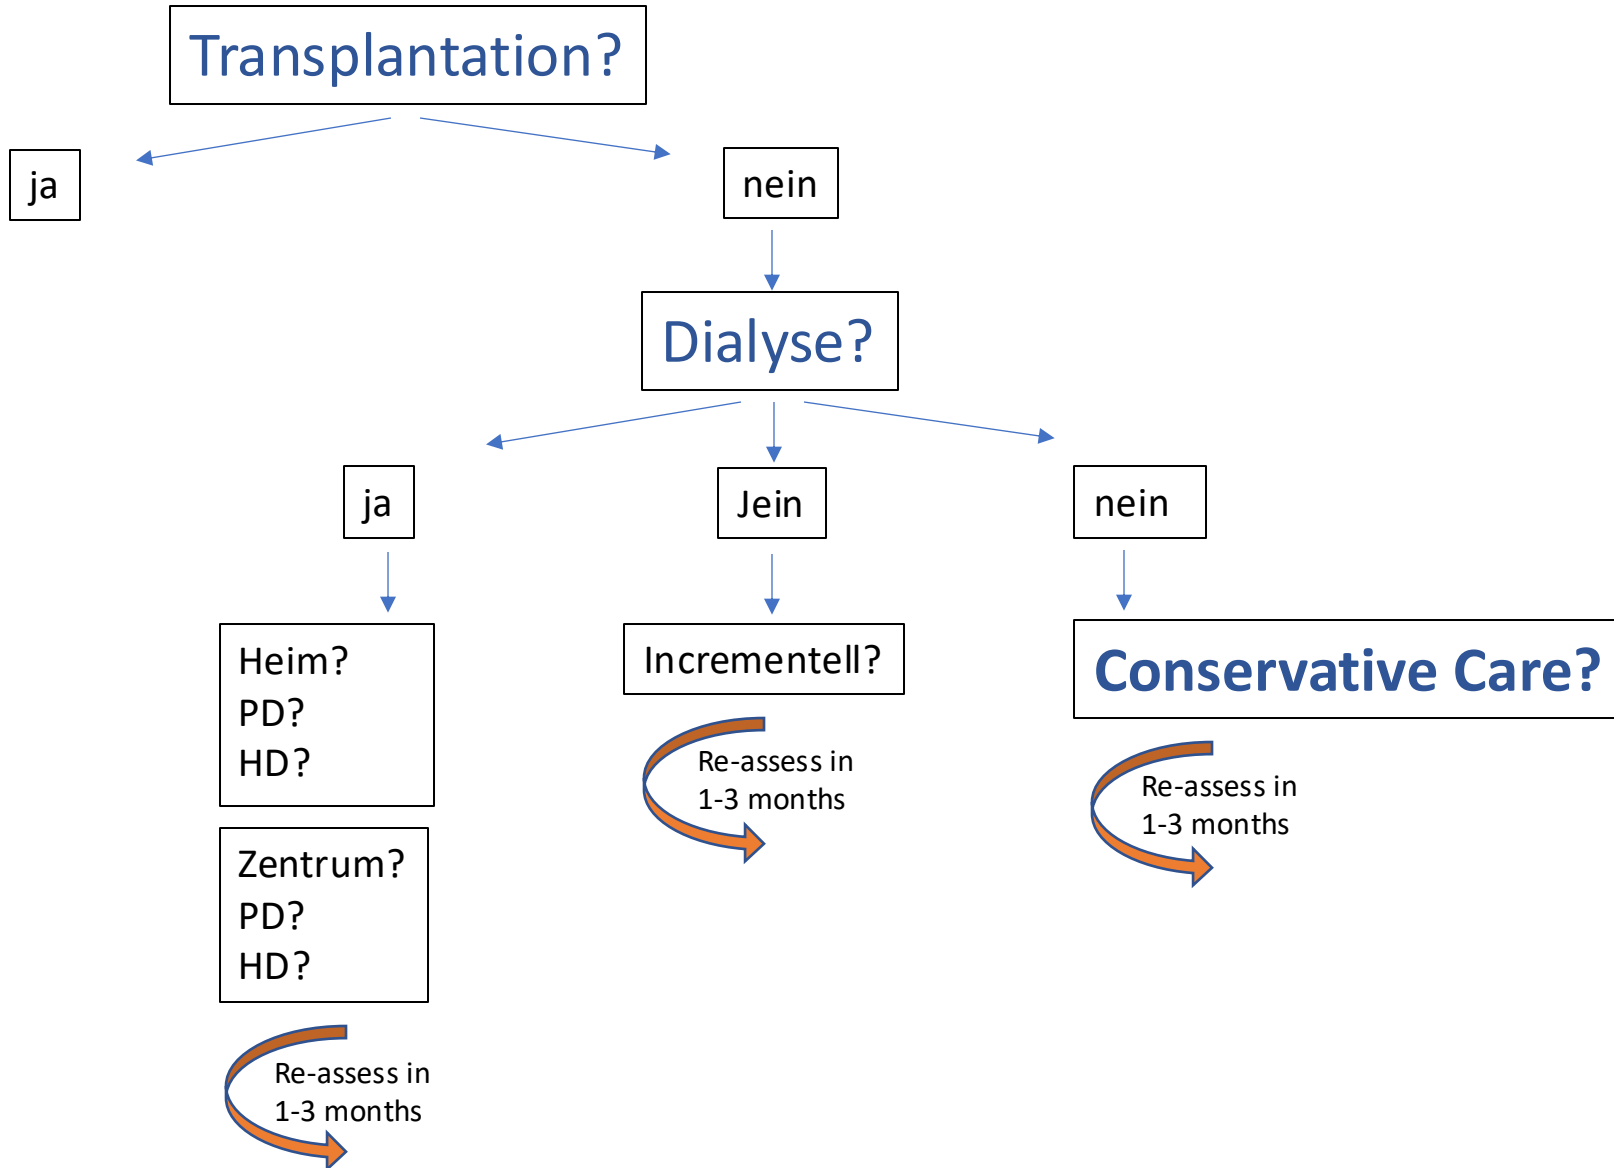 Transplantation?
ja
nein
Dialyse?
ja
Jein
nein
Heim?
PD?
HD?
Incrementell?
Conservative Care?
Re-assess in
1-3 months
Re-assess in
1-3 months
Zentrum?
PD?
HD?
Re-assess in
1-3 months